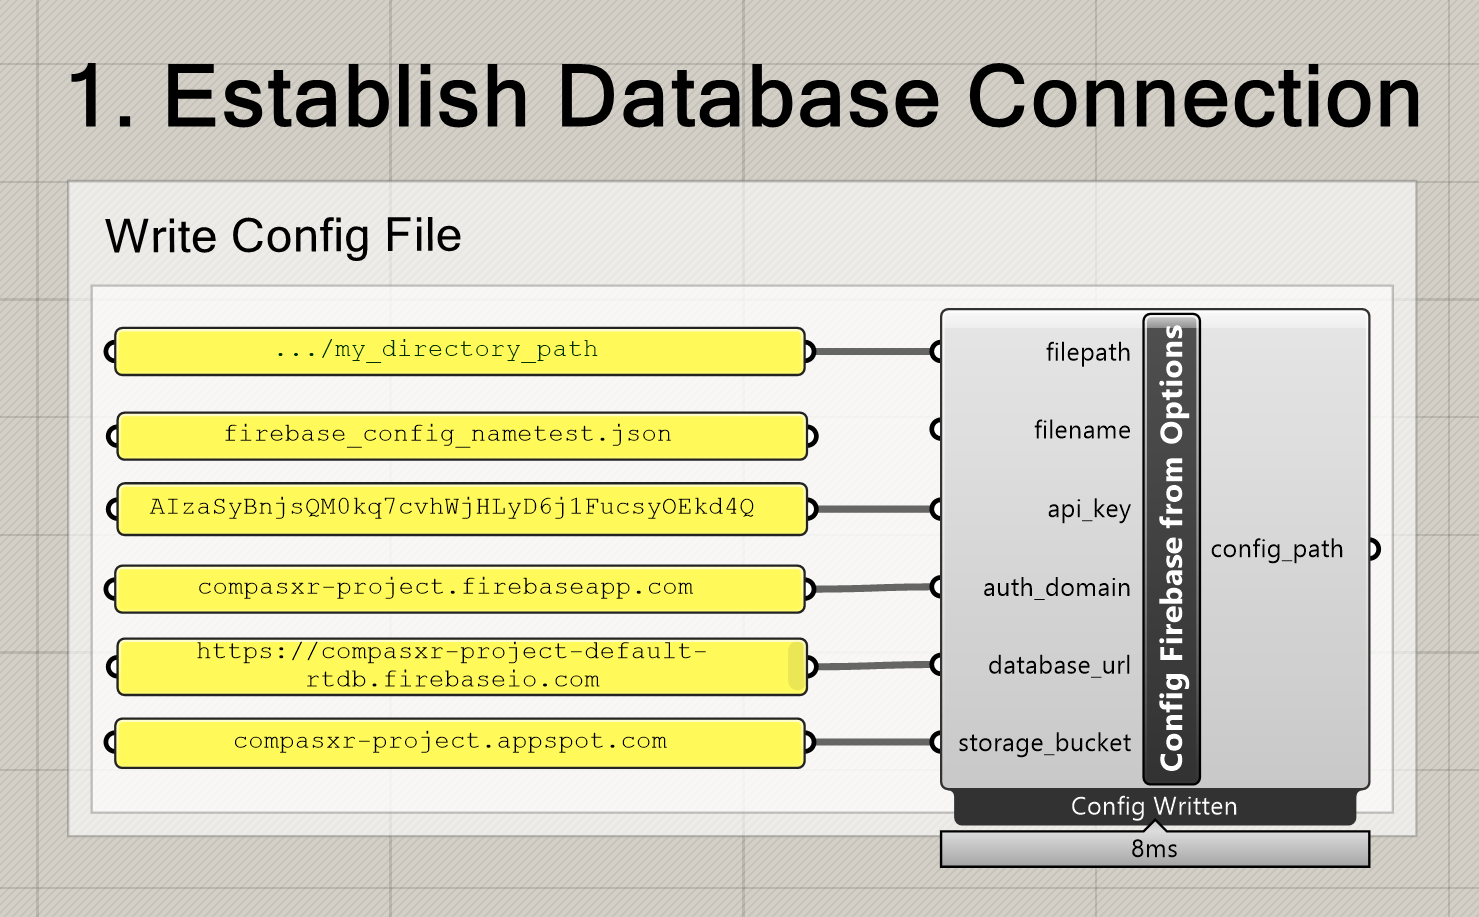 1. Establish Database Connection
Write Config File
.../my_directory_path
firebase_config_nametest.json
AIzaSyBnjsQM0kq7cvhWjHLyD6j1FucsyOEkd4Q
compasxr-project.firebaseapp.com
https://compasxr-project-default-
rtdb.firebaseio.com
compasxr-project.appspot.com
filepath
filename
api_key
auth_domain
database_url
storage_bucket
Config Firebase from Options
config_path
Config Written
8ms